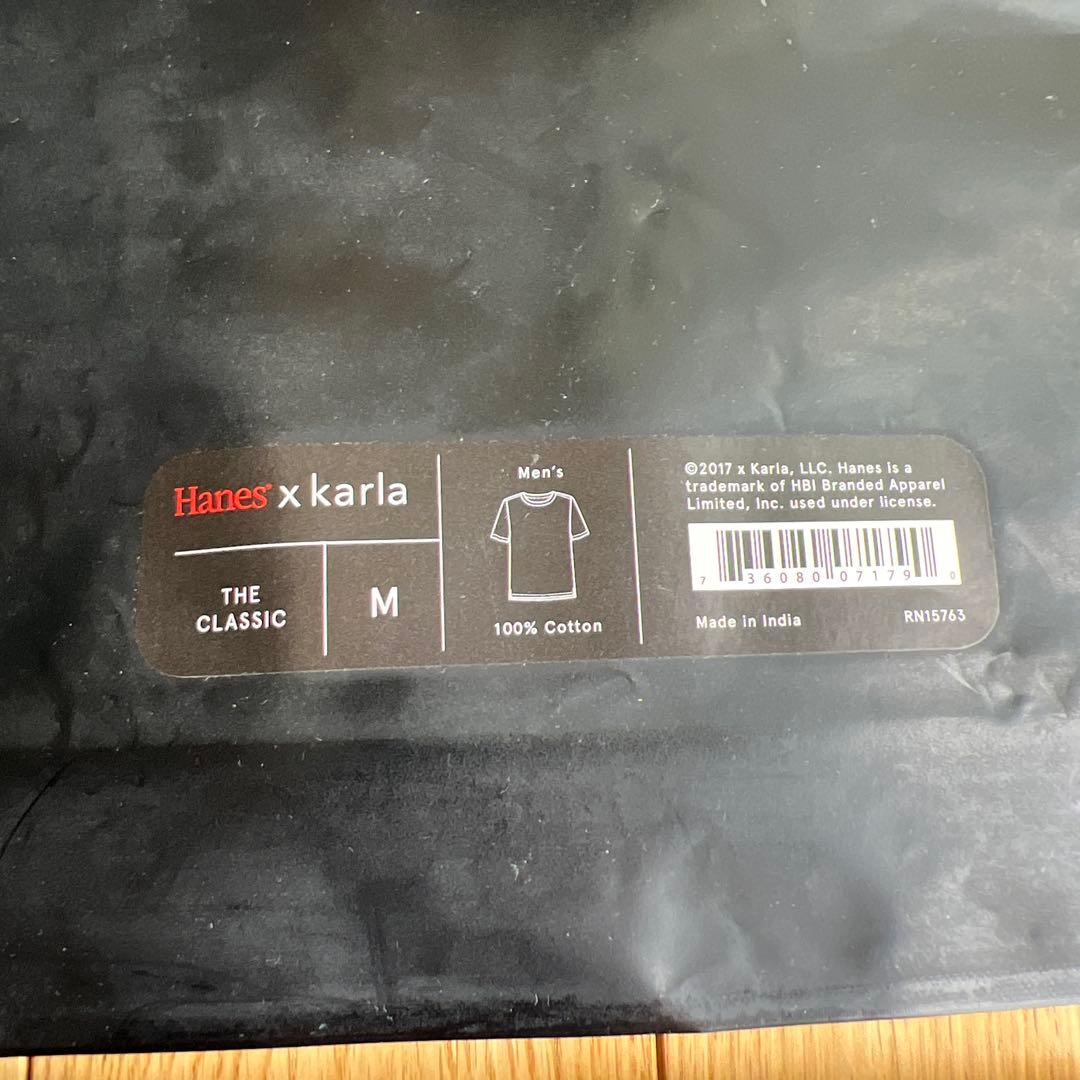 Hanes® x karla
THE
CLASSIC
M
Men's
100% Cotton
©2017 x Karla, LLC. Hanes is a
trademark of HBI Branded Apparel
Limited, Inc. used under license.
7 36080 07179 0
Made in India
RN15763